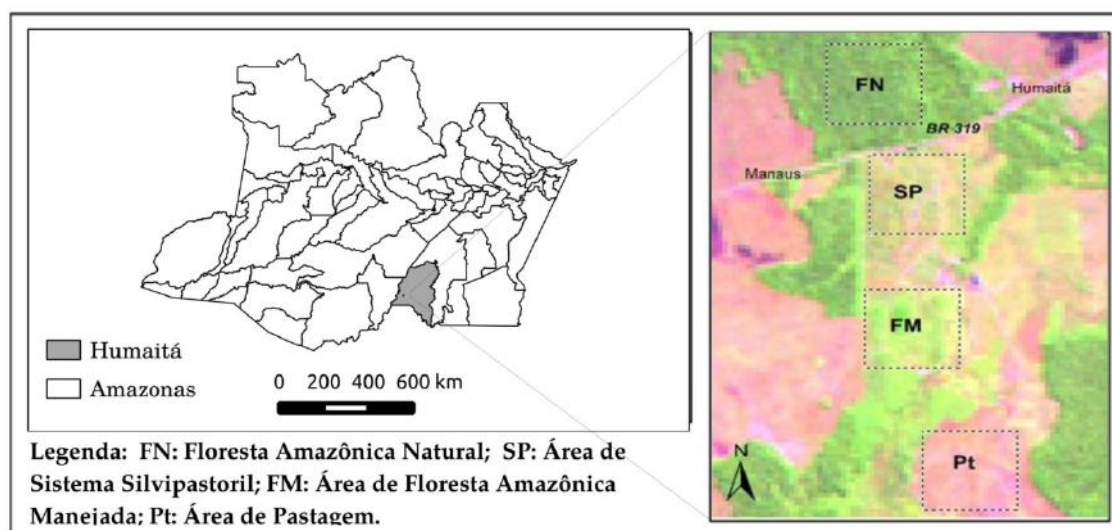 Humaitá
Amazonas
0 200 400 600 km
Legenda: FN: Floresta Amazônica Natural; SP: Área de
Sistema Silvipastoril; FM: Área de Floresta Amazônica
Manejada; Pt: Área de Pastagem.
FN
Humaitá
BR 319
Manaus
SP
FM
N
Pt